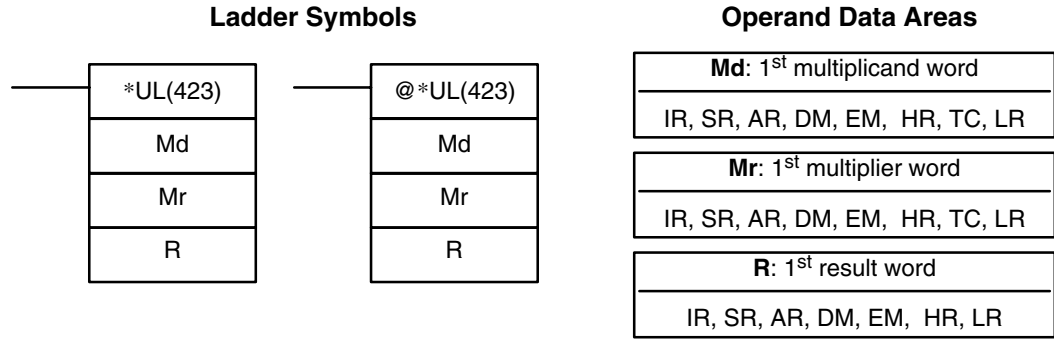 Ladder Symbols
*UL(423)
Md
Mr
R
@*UL(423)
Md
Mr
R
Operand Data Areas
Md: 1st multiplicand word
IR, SR, AR, DM, EM, HR, TC, LR
Mr: 1st multiplier word
IR, SR, AR, DM, EM, HR, TC, LR
R: 1st result word
IR, SR, AR, DM, EM, HR, LR